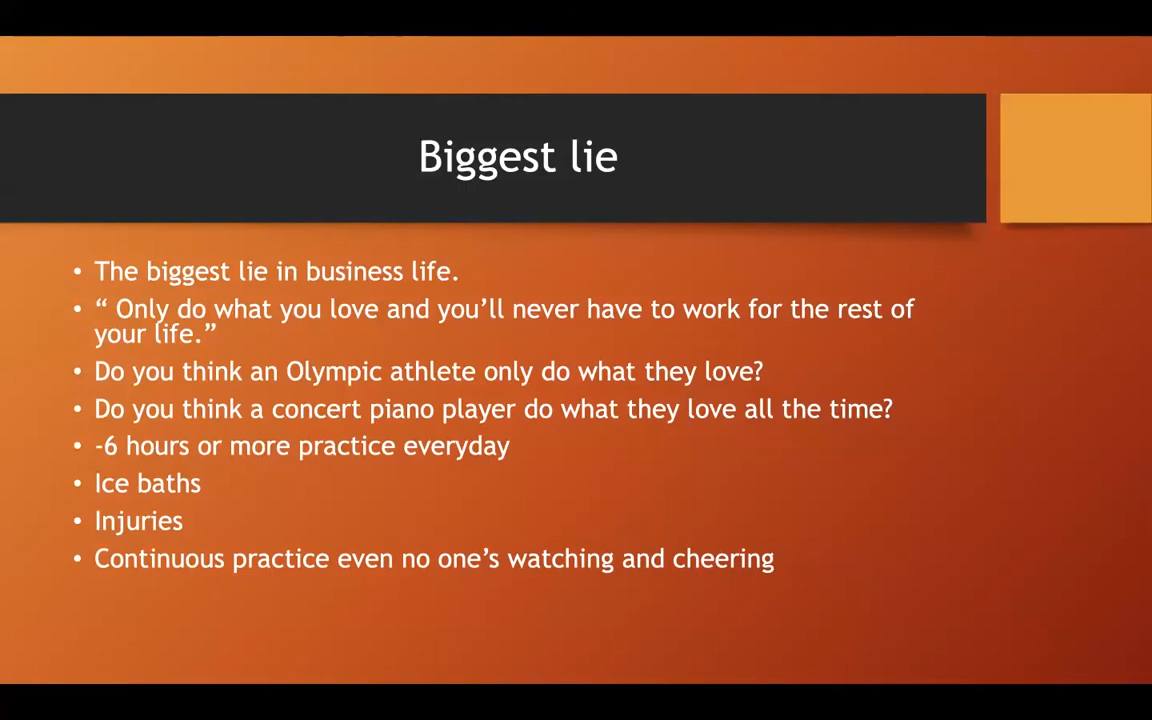 Biggest lie
• The biggest lie in business life.
• “ Only do what you love and you’ll never have to work for the rest of
your life.”
• Do you think an Olympic athlete only do what they love?
• Do you think a concert piano player do what they love all the time?
• -6 hours or more practice everyday
• Ice baths
• Injuries
• Continuous practice even no one’s watching and cheering